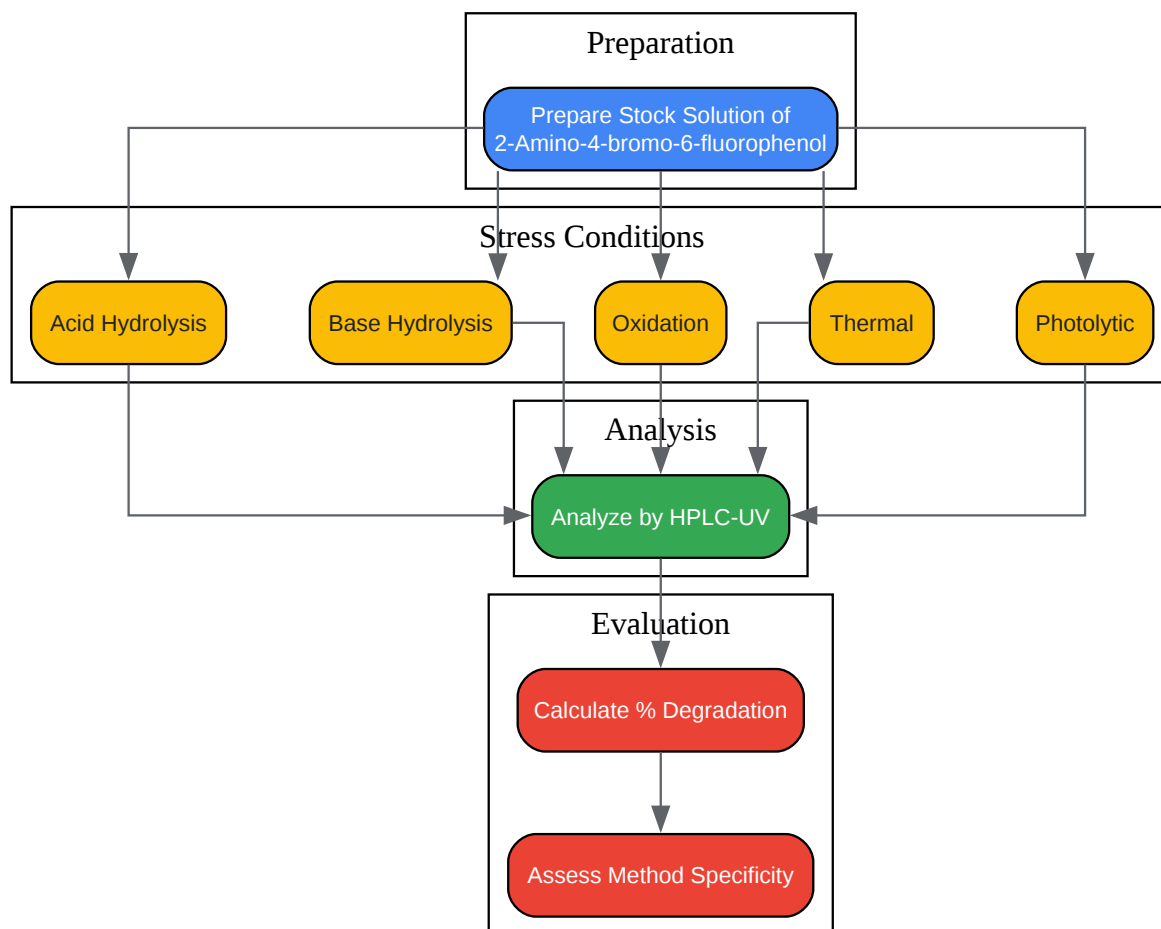 Preparation
Prepare Stock Solution of
2-Amino-4-bromo-6-fluorophenol
Stress Conditions
Acid Hydrolysis
Base Hydrolysis
Oxidation
Thermal
Photolytic
Analysis
Analyze by HPLC-UV
Evaluation
Calculate % Degradation
Assess Method Specificity